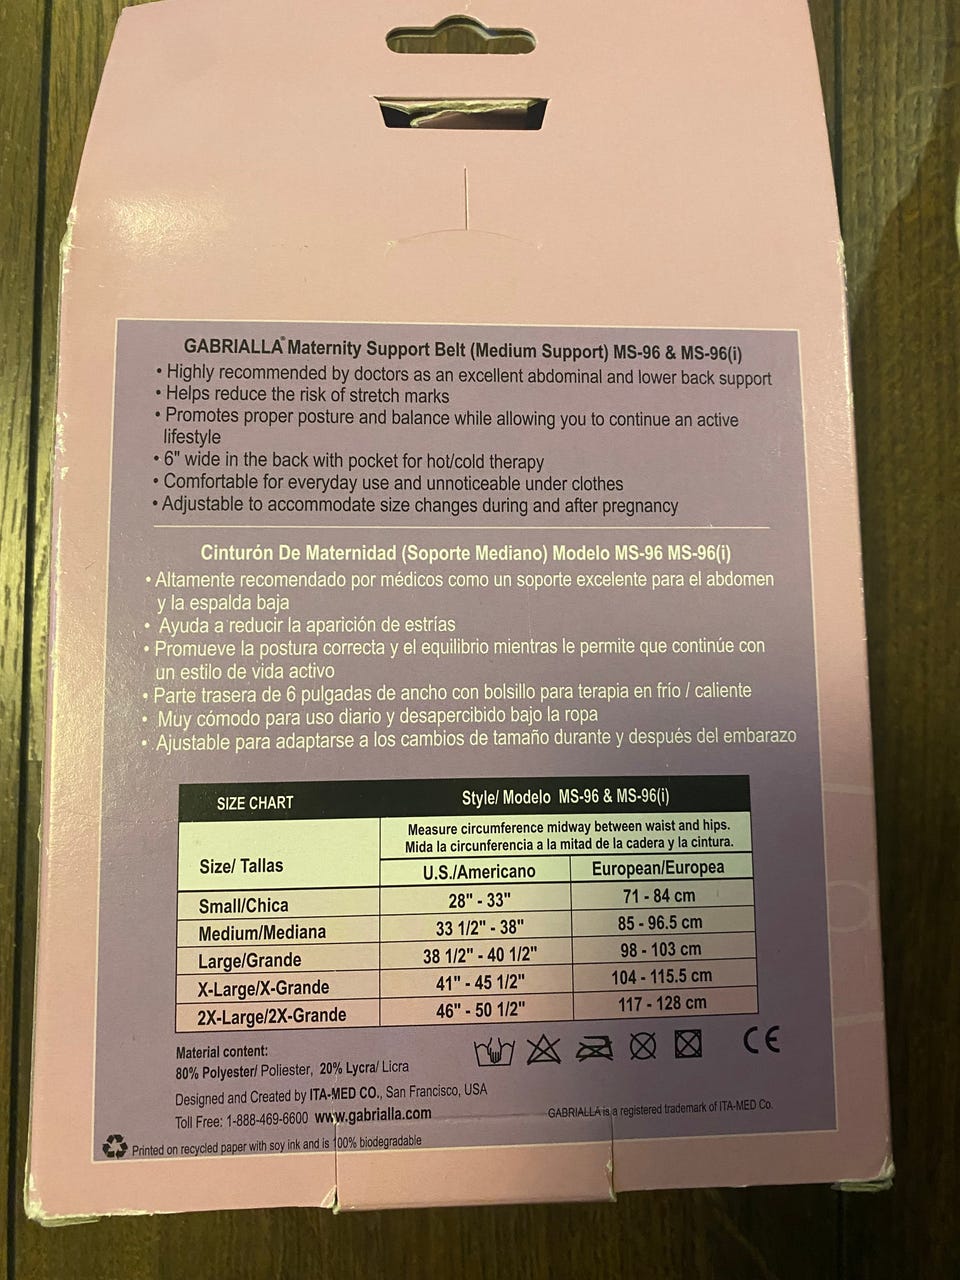 GABRIALLA® Maternity Support Belt (Medium Support) MS-96 & MS-96(i)
• Highly recommended by doctors as an excellent abdominal and lower back support
• Helps reduce the risk of stretch marks
• Promotes proper posture and balance while allowing you to continue an active
lifestyle
• 6" wide in the back with pocket for hot/cold therapy
• Comfortable for everyday use and unnoticeable under clothes
• Adjustable to accommodate size changes during and after pregnancy
Cinturón De Maternidad (Soporte Mediano) Modelo MS-96 MS-96(i)
• Altamente recomendado por médicos como un soporte excelente para el abdomen
y la espalda baja
• Ayuda a reducir la aparición de estrías
• Promueve la postura correcta y el equilibrio mientras le permite que continúe con
un estilo de vida activo
• Parte trasera de 6 pulgadas de ancho con bolsillo para terapia en frío / caliente
• Muy cómodo para uso diario y desapercibido bajo la ropa
• Ajustable para adaptarse a los cambios de tamaño durante y después del embarazo
SIZE CHART Style/ Modelo MS-96 & MS-96(i)
Measure circumference midway between waist and hips.
Mida la circunferencia a la mitad de la cadera y la cintura.
Size/ Tallas U.S./Americano European/Europea
Small/Chica 28" - 33" 71 - 84 cm
Medium/Mediana 33 1/2" - 38" 85 - 96.5 cm
Large/Grande 38 1/2" - 40 1/2" 98 - 103 cm
X-Large/X-Grande 41" - 45 1/2" 104 - 115.5 cm
2X-Large/2X-Grande 46" - 50 1/2" 117 - 128 cm
Material content:
80% Polyester/ Poliester, 20% Lycra/ Licra
CE
Designed and Created by ITA-MED CO., San Francisco, USA
Toll Free: 1-888-469-6600 www.gabrialla.com
GABRIALLA is a registered trademark of ITA-MED Co.
Printed on recycled paper with soy ink and is 100% biodegradable